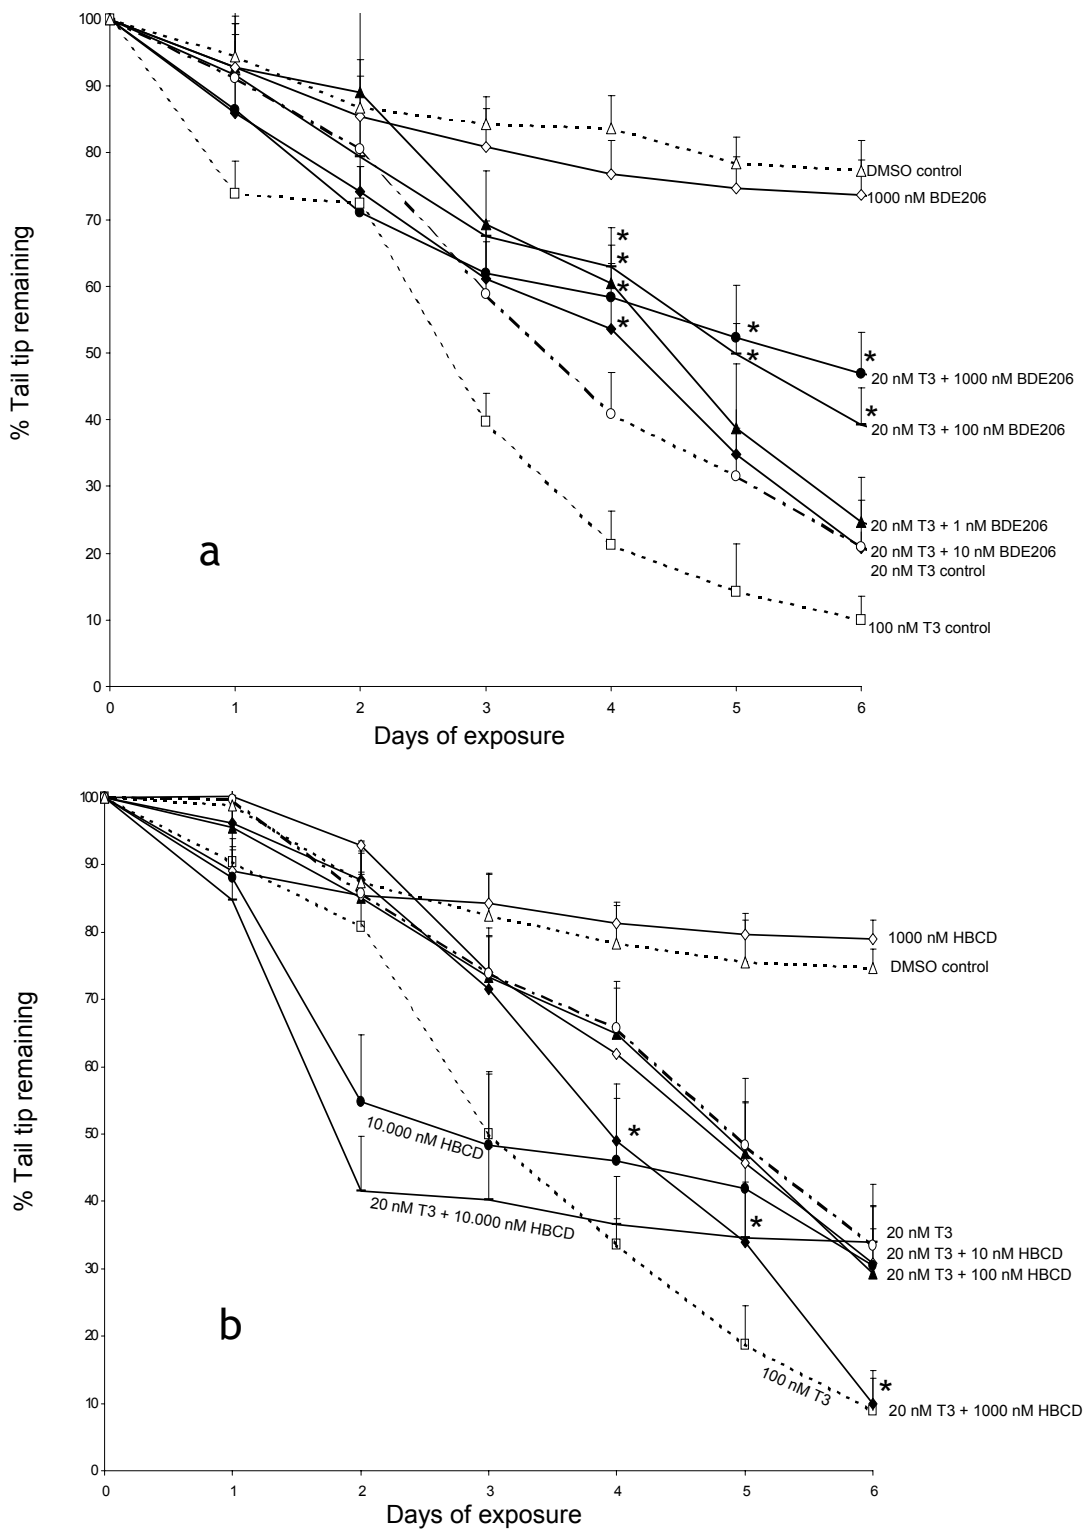 100
90
80
70
60
50
40
30
20
10
0
% Tail tip remaining
DMSO control
1000 nM BDE206
*
*
*
*
*
*
*
20 nM T3 + 1000 nM BDE206
*
20 nM T3 + 100 nM BDE206
20 nM T3 + 1 nM BDE206
20 nM T3 + 10 nM BDE206
20 nM T3 control
100 nM T3 control
a
0 1 2 3 4 5 6
Days of exposure
100
90
80
70
60
50
40
30
20
10
0
% Tail tip remaining
1000 nM HBCD
DMSO control
10.000 nM HBCD
*
20 nM T3 + 10.000 nM HBCD
*
20 nM T3
20 nM T3 + 10 nM HBCD
20 nM T3 + 100 nM HBCD
b
100 nM T3
*
20 nM T3 + 1000 nM HBCD
0 1 2 3 4 5 6
Days of exposure